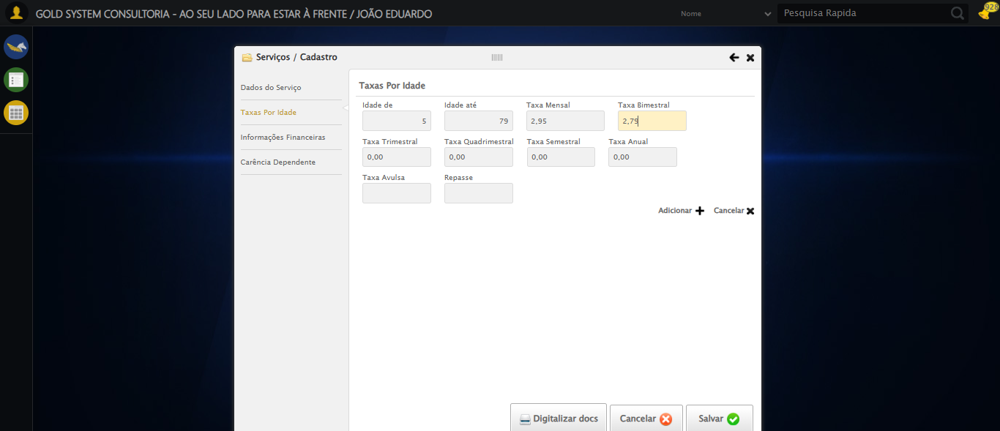 GOLD SYSTEM CONSULTORIA - AO SEU LADO PARA ESTAR À FRENTE / JOÃO EDUARDO
Nome
Pesquisa Rapida
928
Serviços / Cadastro
Dados do Serviço
Taxas Por Idade
Informações Financeiras
Carência Dependente
Taxas Por Idade
Idade de Idade até Taxa Mensal Taxa Bimestral
5 79 2,95 2,79
Taxa Trimestral Taxa Quadrimestral Taxa Semestral Taxa Anual
0,00 0,00 0,00 0,00
Taxa Avulsa Repasse
Adicionar Cancelar
Digitalizar docs Cancelar Salvar